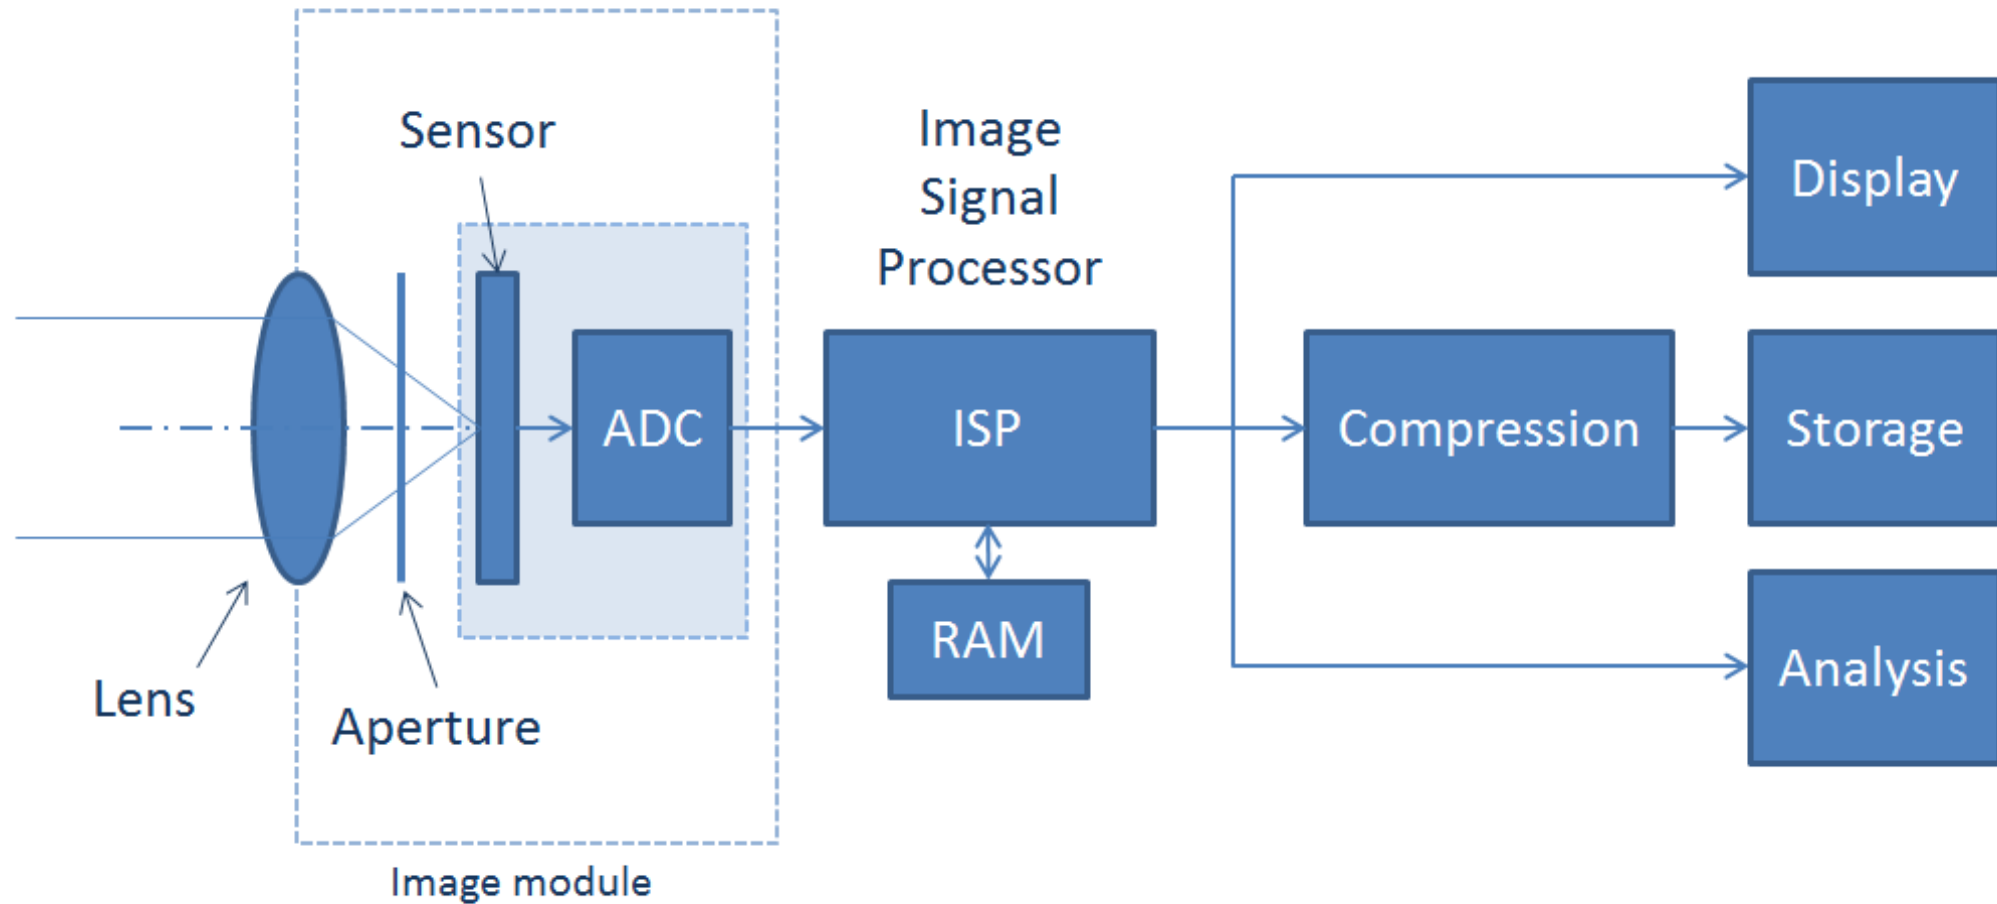 Sensor
Image
Signal
Processor
Display
ADC
ISP
Compression
Storage
RAM
Lens
Aperture
Analysis
Image module